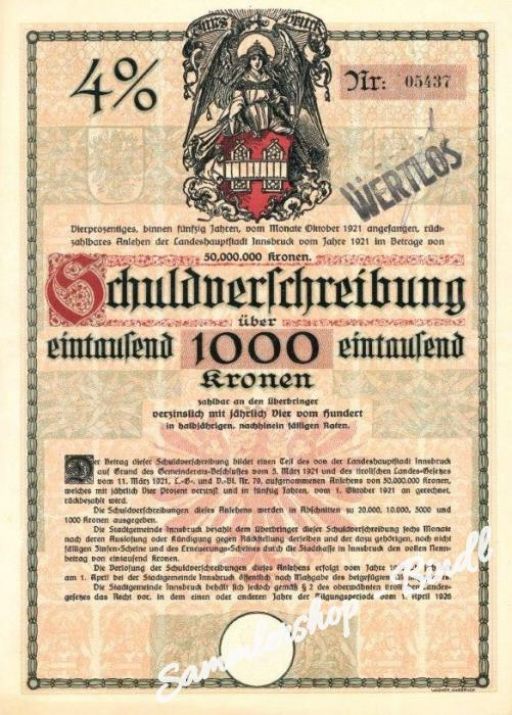 Inns bruck
4%
Nr: 05437
WERTLOS
Vierprozentiges, binnen fünfzig Jahren, vom Monate Oktober 1921 angefangen, rück-
zahlbares Anlehen der Landeshauptstadt Innsbruck vom Jahre 1921 im Betrage von
50,000.000 Kronen.
Schuldverschreibung
über
eintausend 1000 eintausend
Kronen
zahlbar an den Überbringer
verzinslich mit jährlich Vier vom Hundert
in halbjährigen, nachhinein fälligen Raten.
Der Betrag dieser Schuldverschreibung bildet einen Teil des von der Landeshauptstadt Innsbruck
auf Grund des Gemeinderats-Beschlusses vom 5. März 1921 und des tirolischen Landes-Gesetzes
vom 11. März 1921, L.-G.- und V.-Bl. Nr. 79, aufgenommenen Anlehens von 50,000.000 Kronen,
welches mit jährlich Vier Prozent verzinst und in fünfzig Jahren, vom 1. Oktober 1921 an gerechnet,
rückbezahlt wird.
Die Schuldverschreibungen dieses Anlehens werden in Abschnitten zu 20.000, 10.000, 5000 und
1000 Kronen ausgegeben.
Die Stadtgemeinde Innsbruck bezahlt dem Überbringer dieser Schuldverschreibung sechs Monate
nach deren Auslosung oder Kündigung gegen Rückstellung derselben und der dazu gehörigen, noch nicht
fälligen Zinsen-Scheine und des Erneuerungs-Scheines durch die Stadtkasse in Innsbruck den vollen Nenn-
betrag von eintausend Kronen.
Die Verlosung der Schuldverschreibungen dieses Anlehens erfolgt vom Jahre
am 1. April bei der Stadtgemeinde Innsbruck öffentlich nach Maßgabe des beigefügten
Die Stadtgemeinde Innsbruck behält sich jedoch gemäß § 2 des oberwähnten Landes-
gesetzes das Recht vor, in dem einen oder anderen Jahre der Tilgungsperiode vom 1. April 1926
Sammlershop Bindl